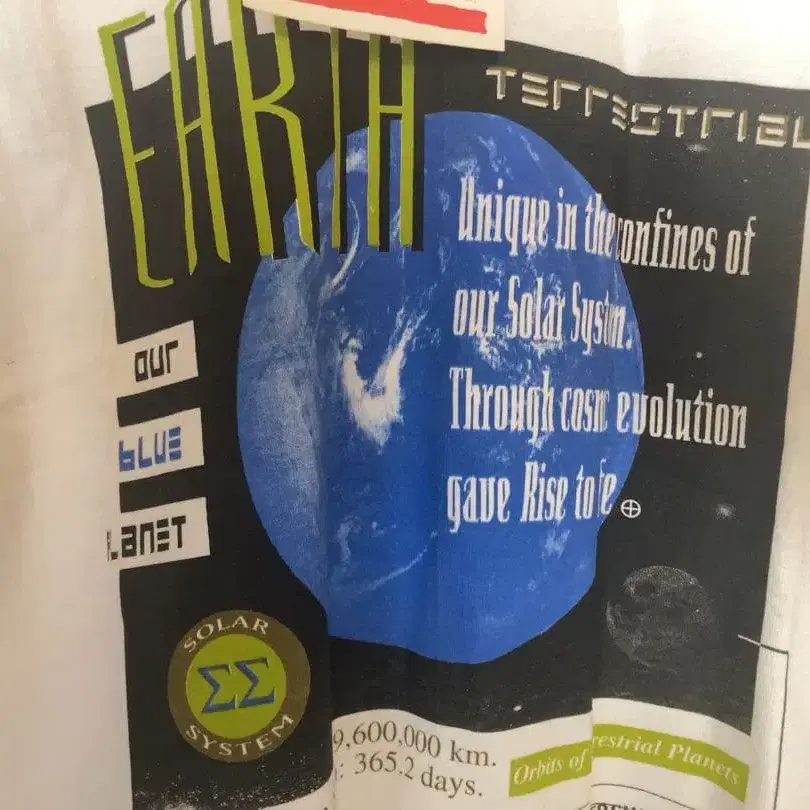 EARTH
TERRESTRIAL
Unique in the confines of
our Solar System.
Through cosmic evolution
gave Rise to
our
blue
PLANET
SOLAR
ΣΣ
SYSTEM
9,600,000 km.
: 365.2 days.
Orbits of restrial Planets